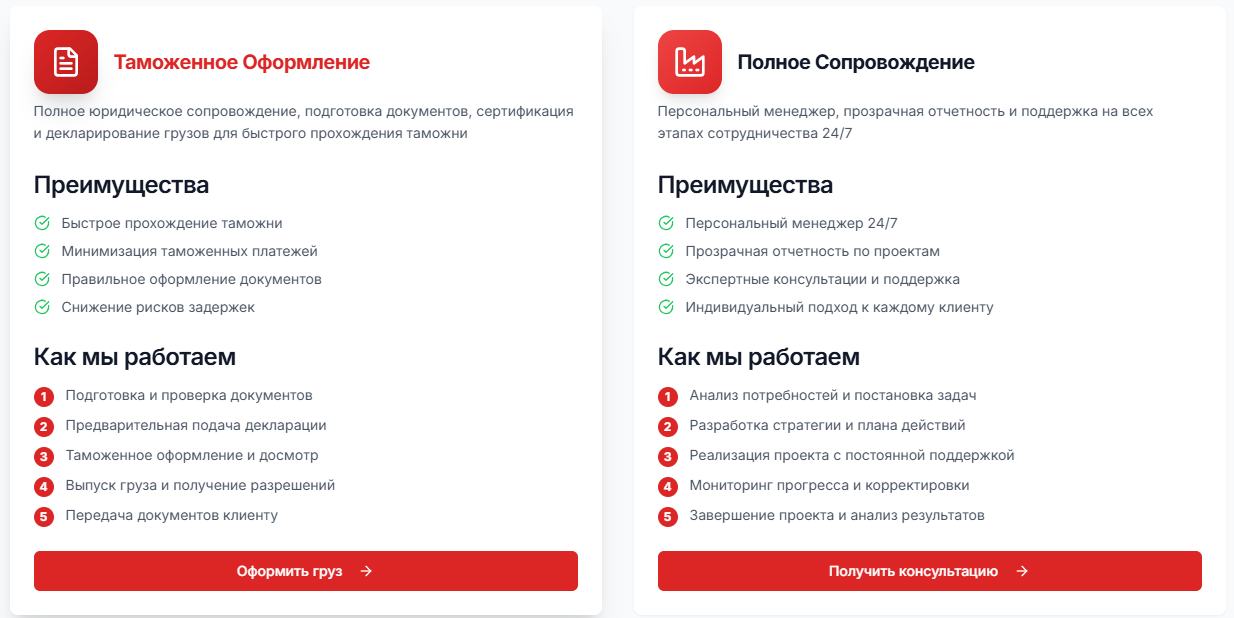 Таможенное Оформление
Полное юридическое сопровождение, подготовка документов, сертификация
и декларирование грузов для быстрого прохождения таможни
Преимущества
Быстрое прохождение таможни
Минимизация таможенных платежей
Правильное оформление документов
Снижение рисков задержек
Как мы работаем
1 Подготовка и проверка документов
2 Предварительная подача декларации
3 Таможенное оформление и досмотр
4 Выпуск груза и получение разрешений
5 Передача документов клиенту
Оформить груз →
Полное Сопровождение
Персональный менеджер, прозрачная отчетность и поддержка на всех
этапах сотрудничества 24/7
Преимущества
Персональный менеджер 24/7
Прозрачная отчетность по проектам
Экспертные консультации и поддержка
Индивидуальный подход к каждому клиенту
Как мы работаем
1 Анализ потребностей и постановка задач
2 Разработка стратегии и плана действий
3 Реализация проекта с постоянной поддержкой
4 Мониторинг прогресса и корректировки
5 Завершение проекта и анализ результатов
Получить консультацию →